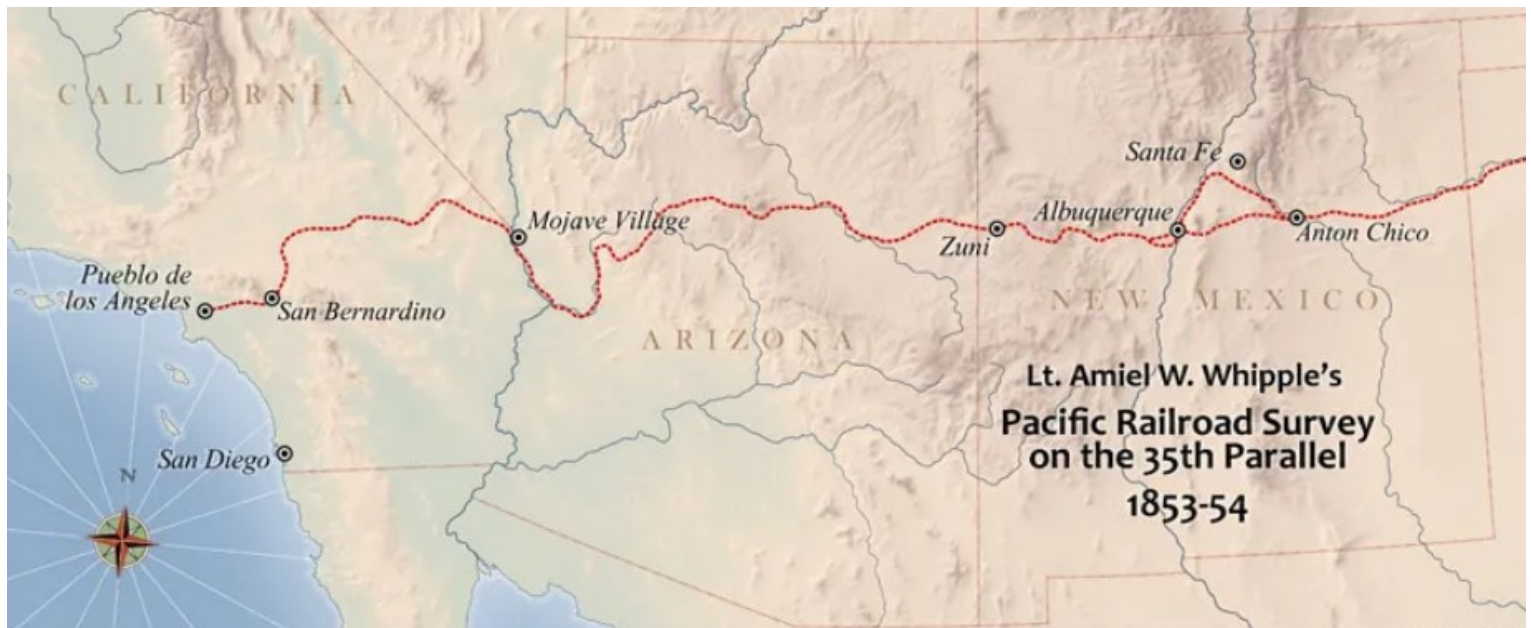 CALIFORNIA
Santa Fe
Mojave Village
Albuquerque
Zuni
Anton Chico
Pueblo de
los Angeles
San Bernardino
NEW MEXICO
ARIZONA
Lt. Amiel W. Whipple's
Pacific Railroad Survey
on the 35th Parallel
1853-54
San Diego
N